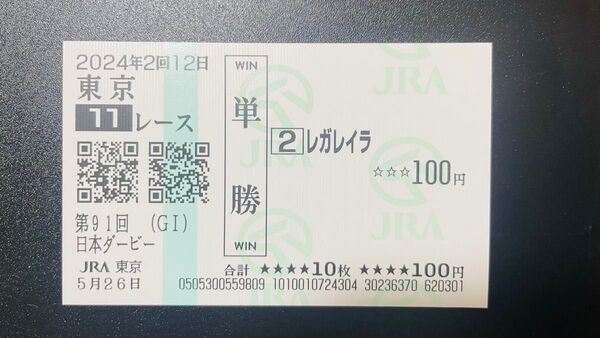 2024年2回12日
東京
11レース
第91回 (GI)
日本ダービー
JRA 東京
5月26日
WIN
単勝
WIN
2 レガレイラ
☆☆☆100円
合計 ★★★★10枚 ★★★★100円
0505300559809 1010010724304 30236370 620301
JRA
JRA
JRA
JRA